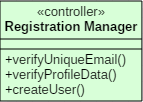 «controller»
Registration Manager
+verifyUniqueEmail()
+verifyProfileData()
+createUser()